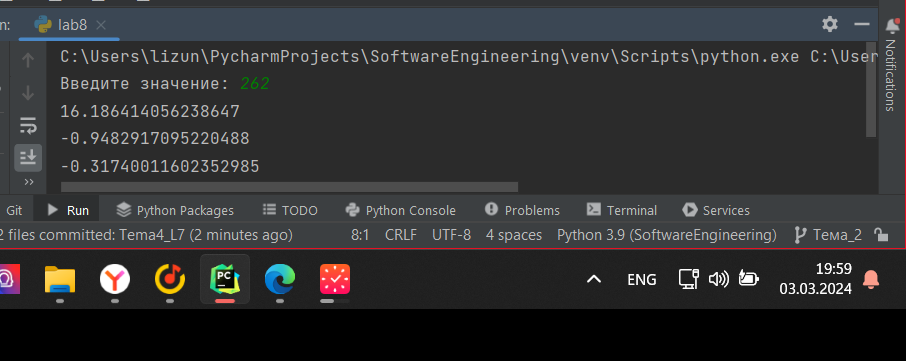 n:
lab8
C:\Users\lizun\PycharmProjects\SoftwareEngineering\venv\Scripts\python.exe C:\User
Введите значение: 262
16.186414056238647
-0.9482917095220488
-0.31740011602352985
Notifications
Git Run Python Packages TODO Python Console Problems Terminal Services
2 files committed: Tema4_L7 (2 minutes ago) 8:1 CRLF UTF-8 4 spaces Python 3.9 (SoftwareEngineering) Тема_2
PC
ENG
19:59
03.03.2024